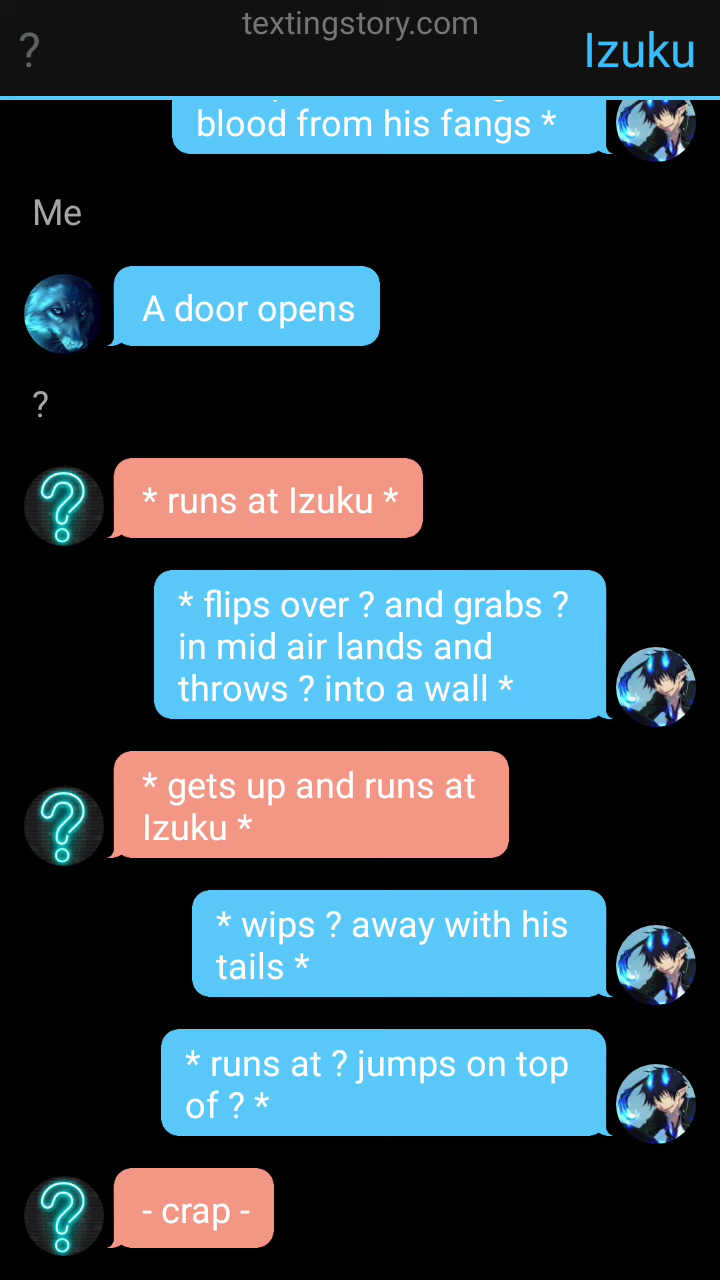 textingstory.com
?
Izuku
blood from his fangs *
Me
A door opens
?
* runs at Izuku *
* flips over ? and grabs ?
in mid air lands and
throws ? into a wall *
* gets up and runs at
Izuku *
* wips ? away with his
tails *
* runs at ? jumps on top
of ? *
- crap -